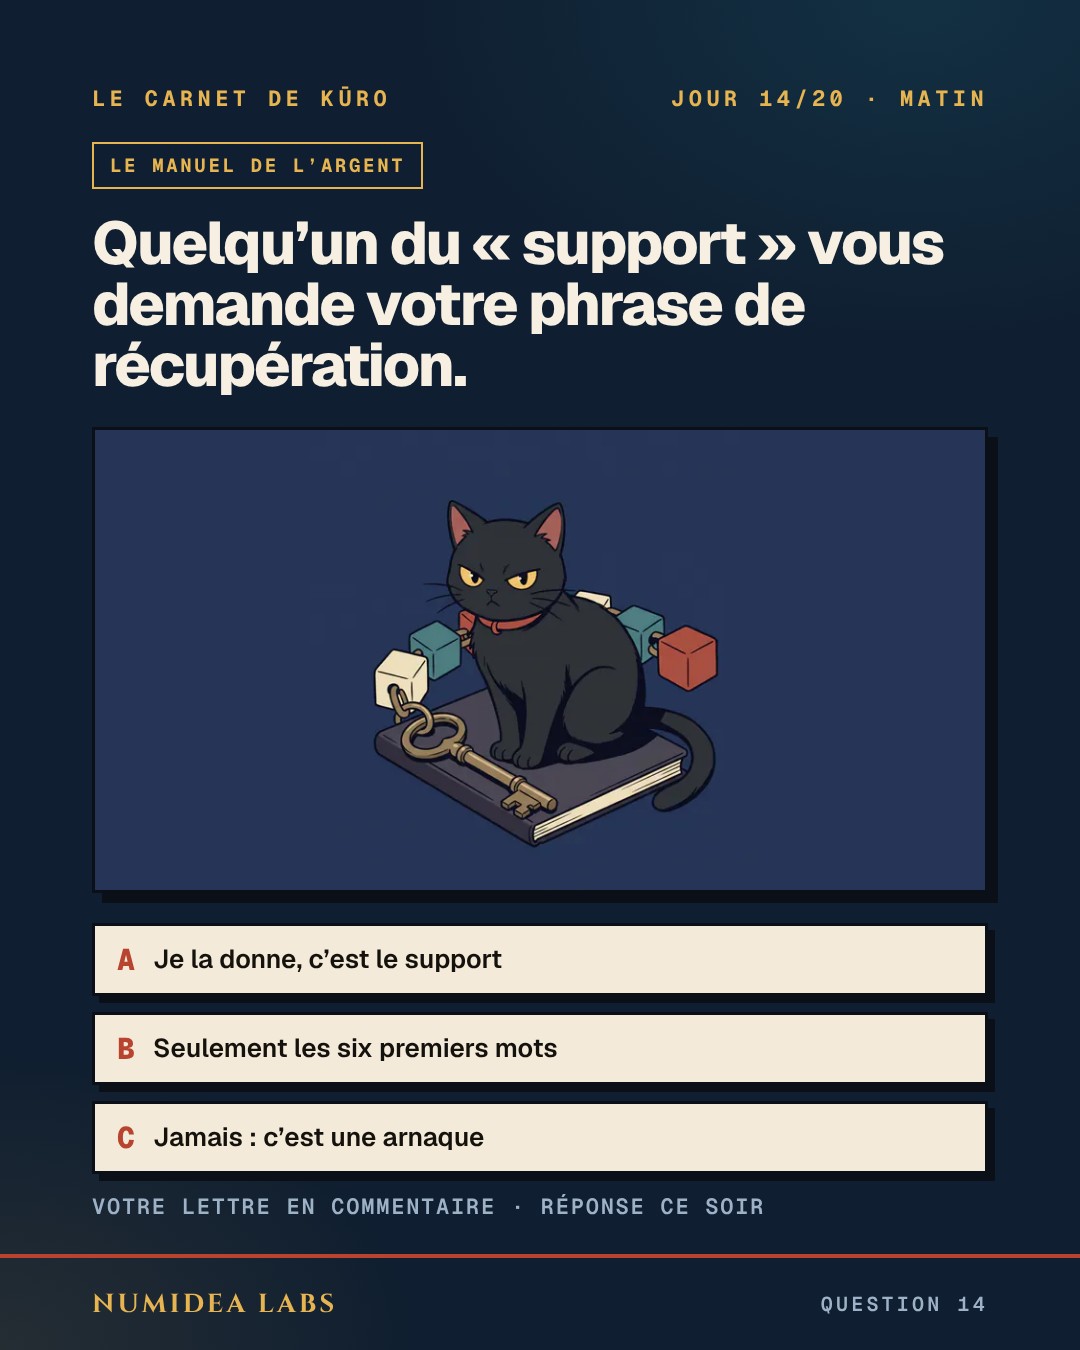 LE CARNET DE KŪRO
JOUR 14/20 · MATIN
LE MANUEL DE L’ARGENT
Quelqu’un du « support » vous
demande votre phrase de
récupération.
A Je la donne, c’est le support
B Seulement les six premiers mots
C Jamais : c’est une arnaque
VOTRE LETTRE EN COMMENTAIRE · RÉPONSE CE SOIR
NUMIDEA LABS
QUESTION 14